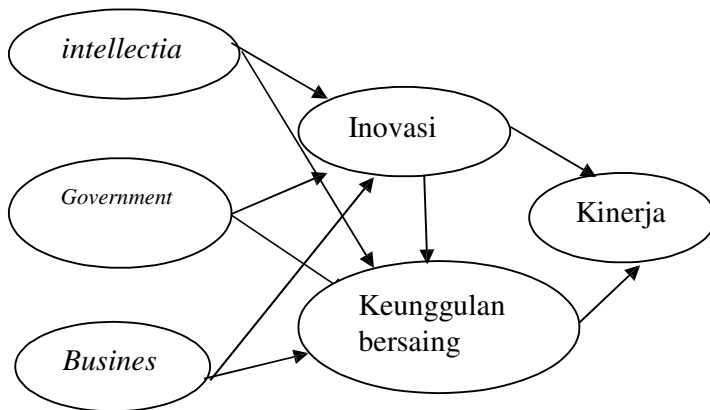 intellectia
Inovasi
Government
Kinerja
Keunggulan
bersaing
Busines